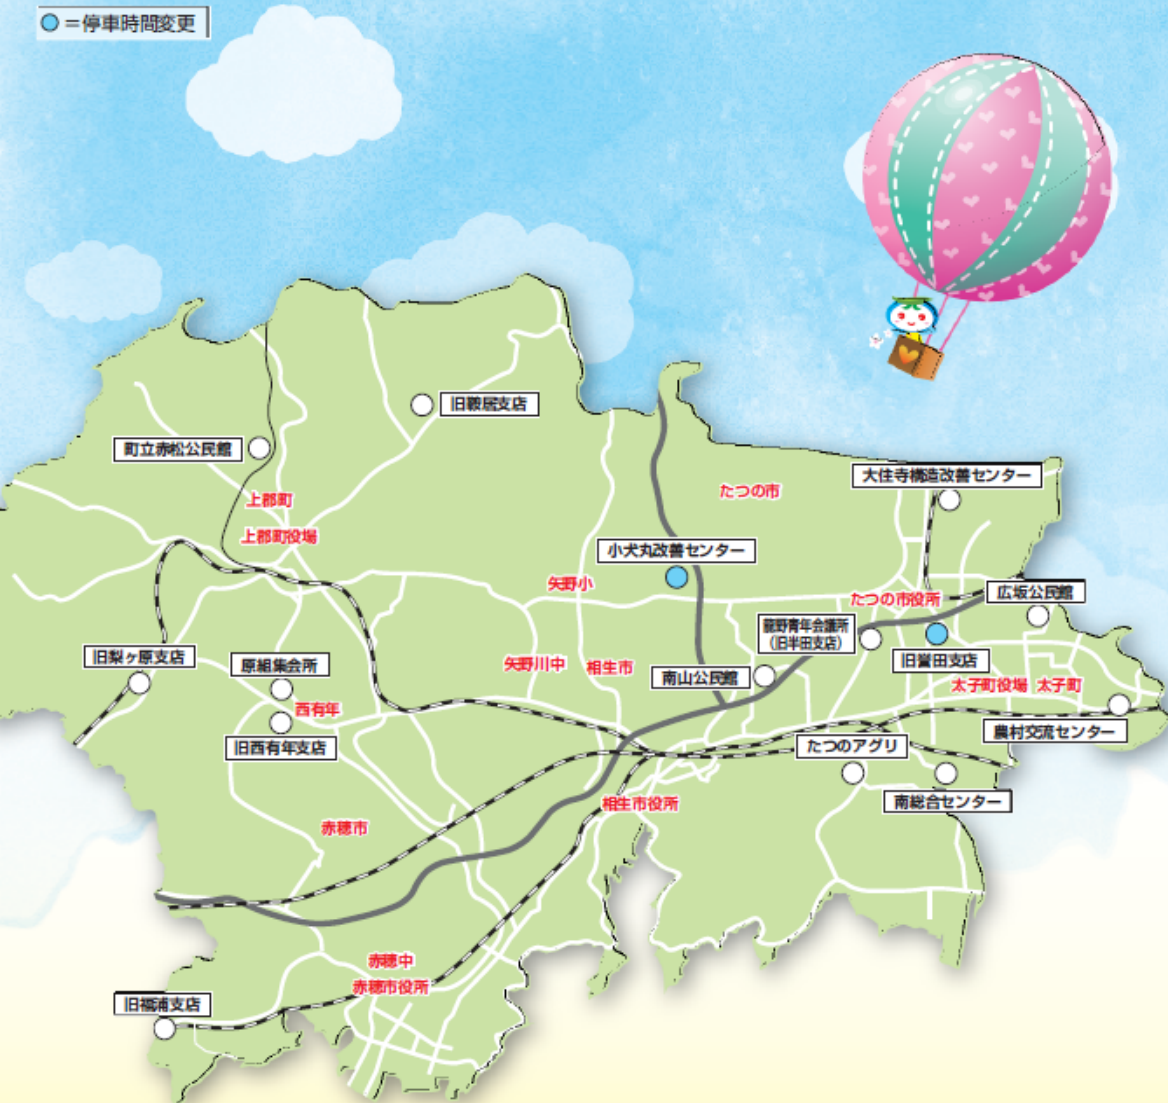 ＝停車時間変更
旧鞍居支店
町立赤松公民館
上郡町
上郡町役場
たつの市
大住寺構造改善センター
小犬丸改善センター
矢野小
たつの市役所
広坂公民館
龍野青年会議所
（旧半田支店）
旧誉田支店
旧梨ヶ原支店
原組集会所
矢野川中
相生市
南山公民館
太子町役場
太子町
西有年
旧西有年支店
農村交流センター
たつのアグリ
南総合センター
相生市役所
赤穂市
赤穂中
赤穂市役所
旧福浦支店